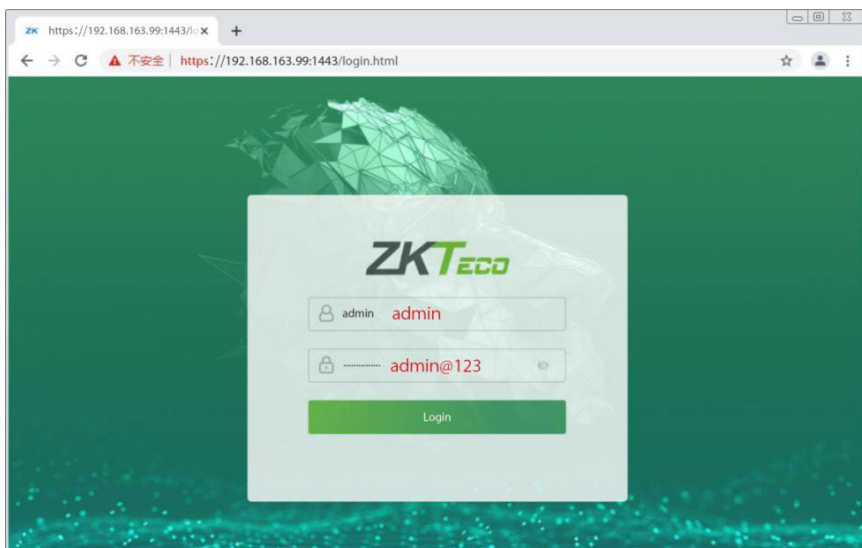 ZK https://192.168.163.99:1443/lo
不安全 https://192.168.163.99:1443/login.html
ZKTECO
admin admin
admin@123
Login